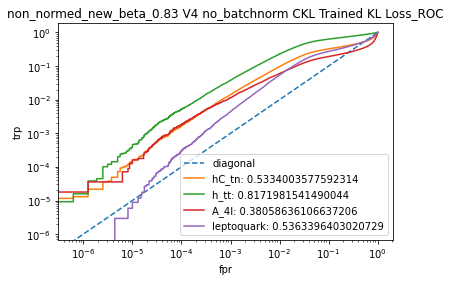 non_normed_new_beta_0.83 V4 no_batchnorm CKL Trained KL Loss_ROC
10⁰
10⁻¹
10⁻²
10⁻³
10⁻⁴
10⁻⁵
10⁻⁶
trp
diagonal
hC_tn: 0.5334003577592314
h_tt: 0.8171981541490044
A_4l: 0.38058636106637206
leptoquark: 0.5363396403020729
10⁻⁶ 10⁻⁵ 10⁻⁴ 10⁻³ 10⁻² 10⁻¹ 10⁰
fpr